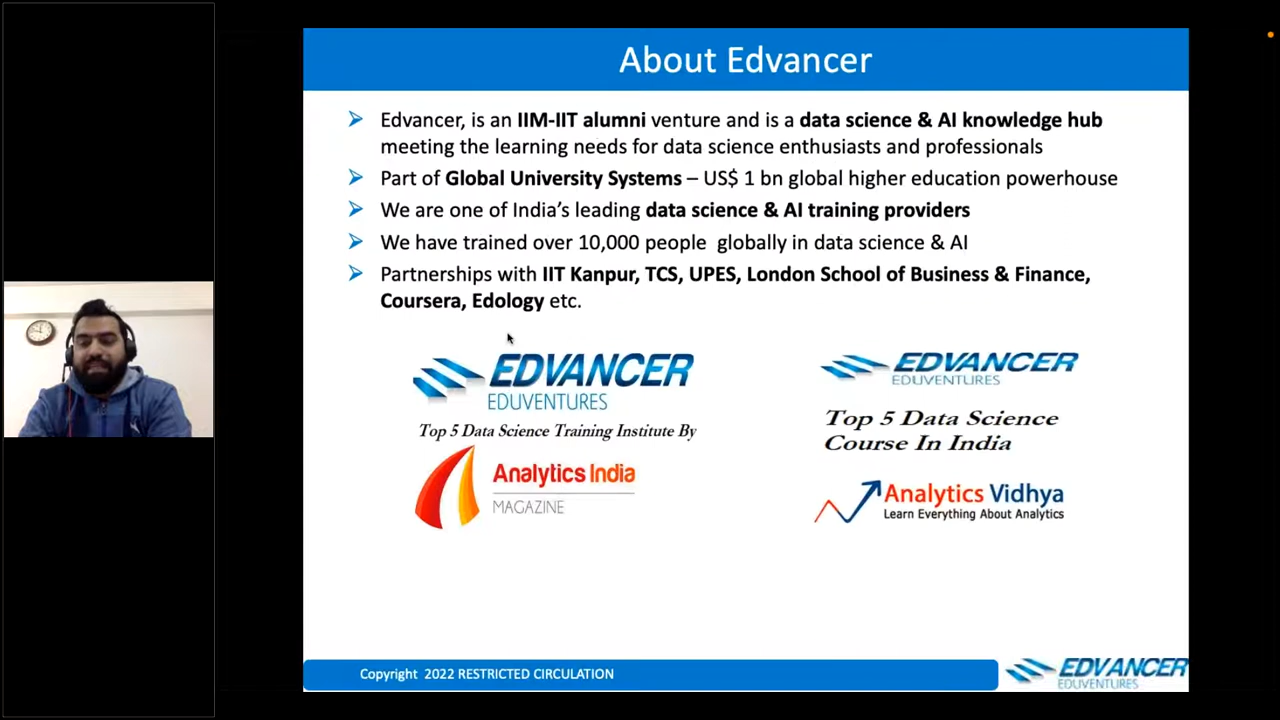 About Edvancer
Edvancer, is an IIM-IIT alumni venture and is a data science & AI knowledge hub
meeting the learning needs for data science enthusiasts and professionals
Part of Global University Systems – US$ 1 bn global higher education powerhouse
We are one of India's leading data science & AI training providers
We have trained over 10,000 people globally in data science & AI
Partnerships with IIT Kanpur, TCS, UPES, London School of Business & Finance,
Coursera, Edology etc.
EDVANCER
EDUVENTURES
Top 5 Data Science Training Institute By
Analytics India
MAGAZINE
EDVANCER
EDUVENTURES
Top 5 Data Science
Course In India
Analytics Vidhya
Learn Everything About Analytics
Copyright 2022 RESTRICTED CIRCULATION
EDVANCER
EDUVENTURES